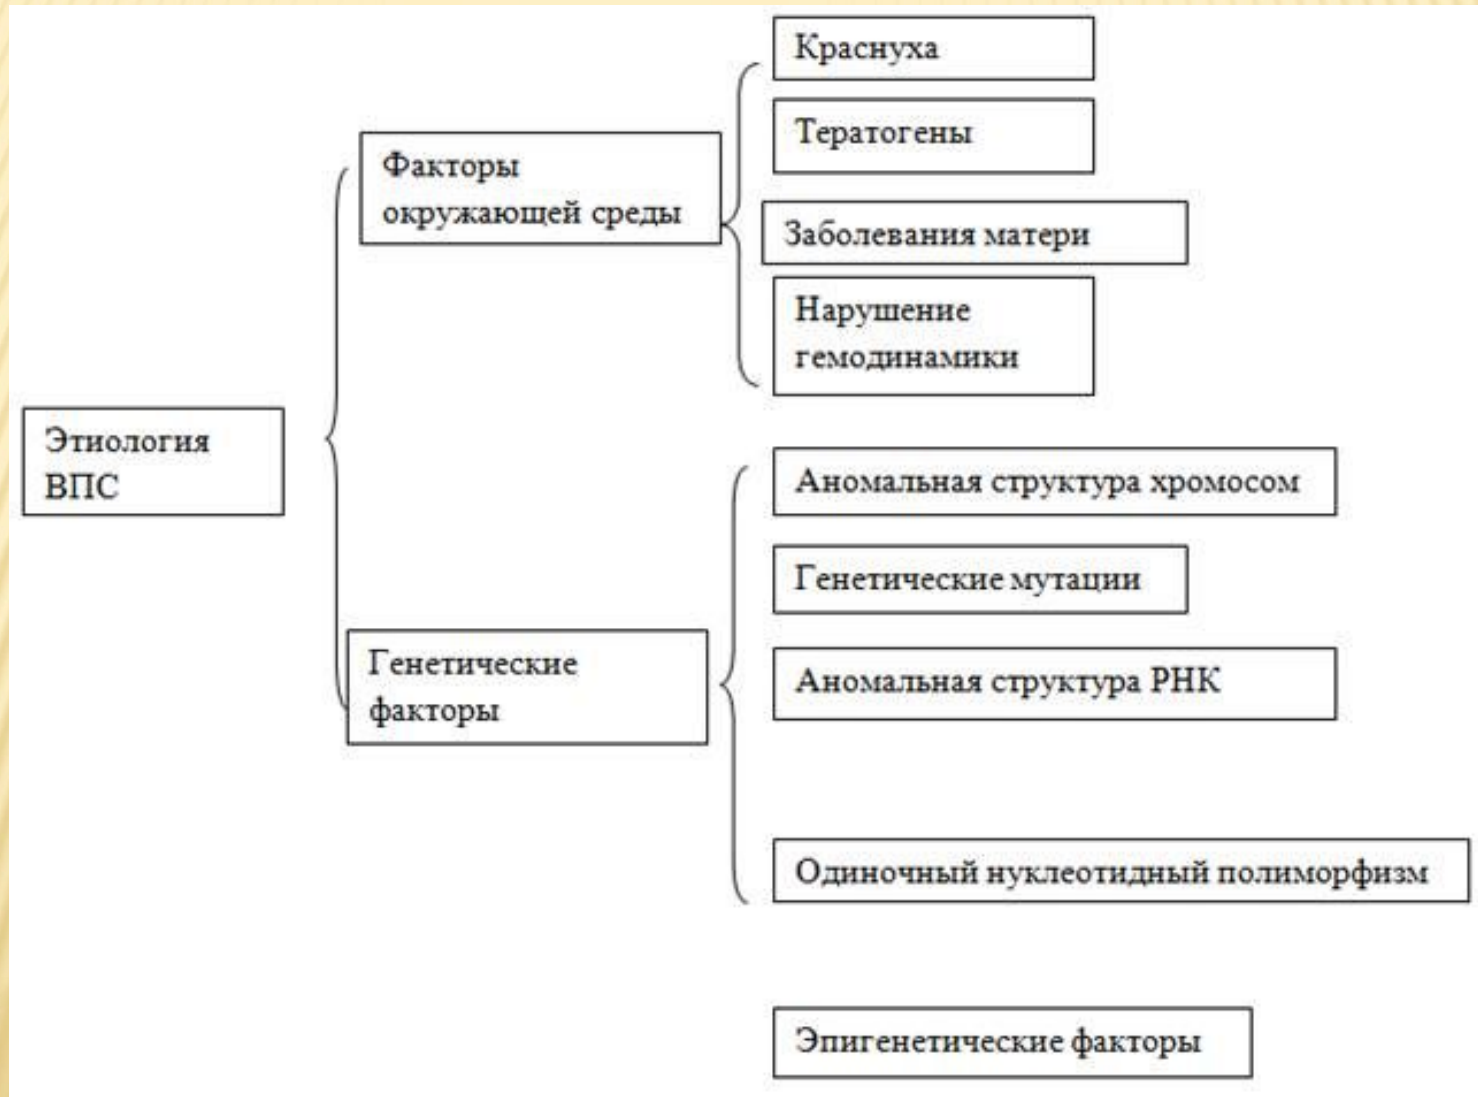 Этиология
ВПС
Факторы
окружающей среды
Краснуха
Тератогены
Заболевания матери
Нарушение
гемодинамики
Генетические
факторы
Аномальная структура хромосом
Генетические мутации
Аномальная структура РНК
Одиночный нуклеотидный полиморфизм
Эпигенетические факторы